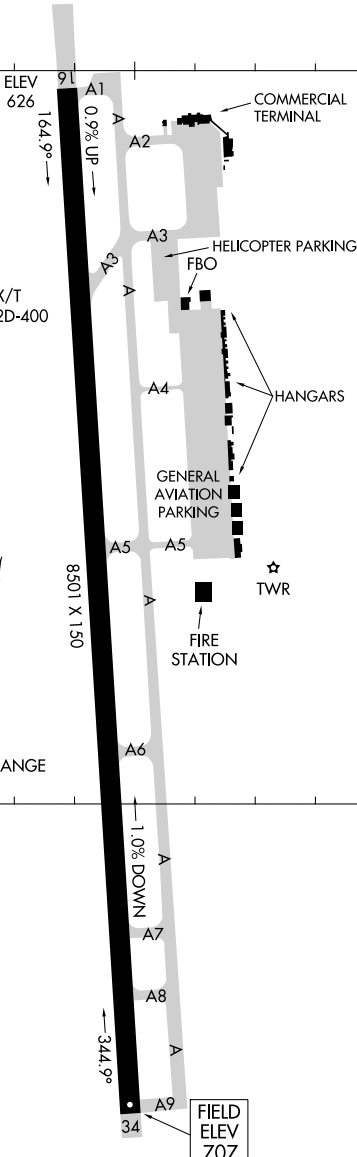 16
ELEV
626
A1
COMMERCIAL
TERMINAL
164.9°
0.9% UP
A
A2
A3
HELICOPTER PARKING
A3
FBO
A
X/T
2D-400
A4
HANGARS
GENERAL
AVIATION
PARKING
8501 X 150
A5
A5
TWR
A
FIRE
STATION
A6
ANGE
1.0% DOWN
A
A7
A8
344.9°
A
A9
34
FIELD
ELEV
707